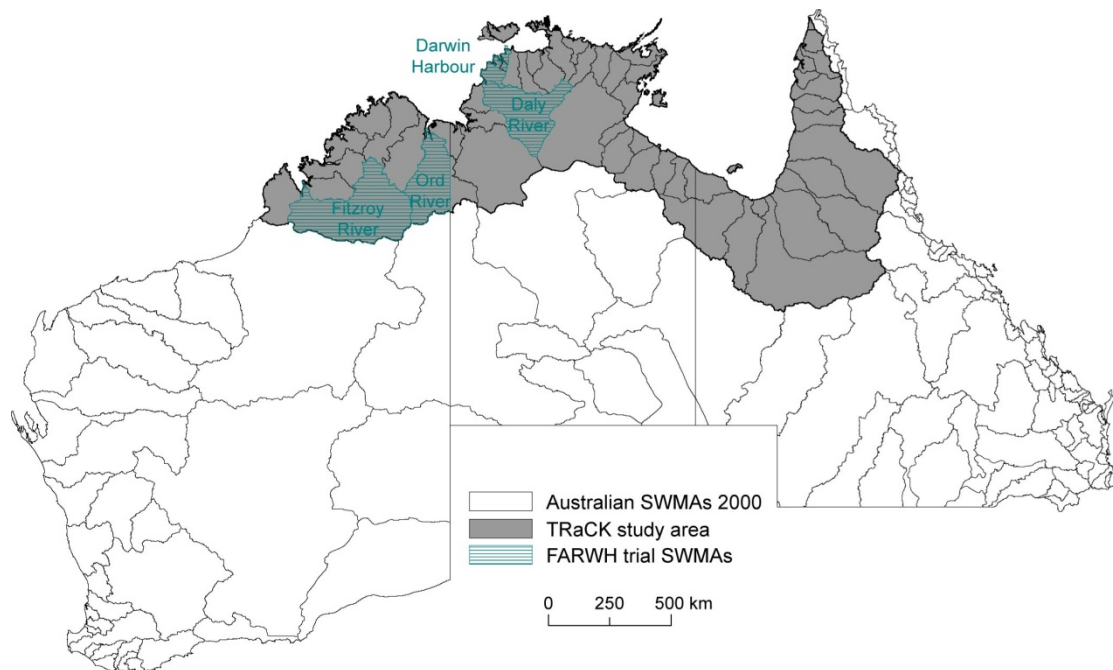 Darwin
Harbour
Daly
River
Ord
River
Fitzroy
River
Australian SWMAs 2000
TRaCK study area
FARWH trial SWMAs
0 250 500 km